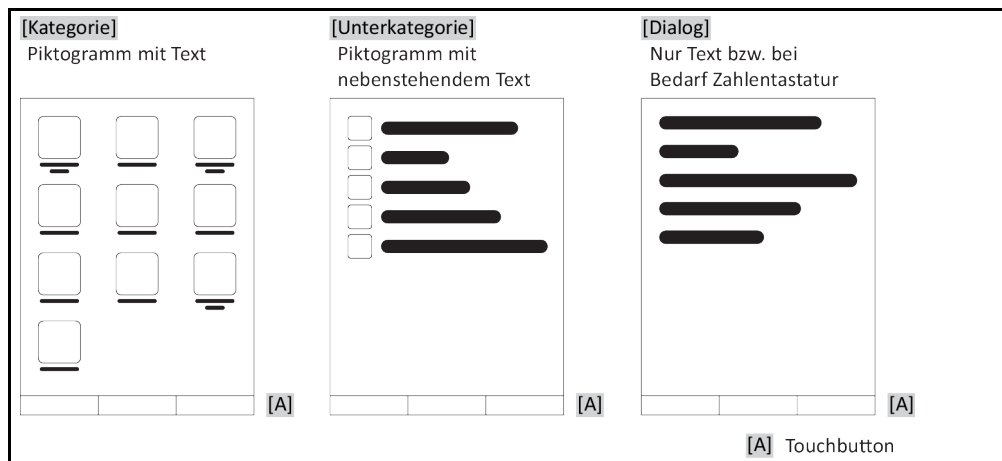 [Kategorie]
Piktogramm mit Text
[Unterkategorie]
Piktogramm mit
nebenstehendem Text
[Dialog]
Nur Text bzw. bei
Bedarf Zahlentastatur
[A]
[A]
[A]
[A] Touchbutton